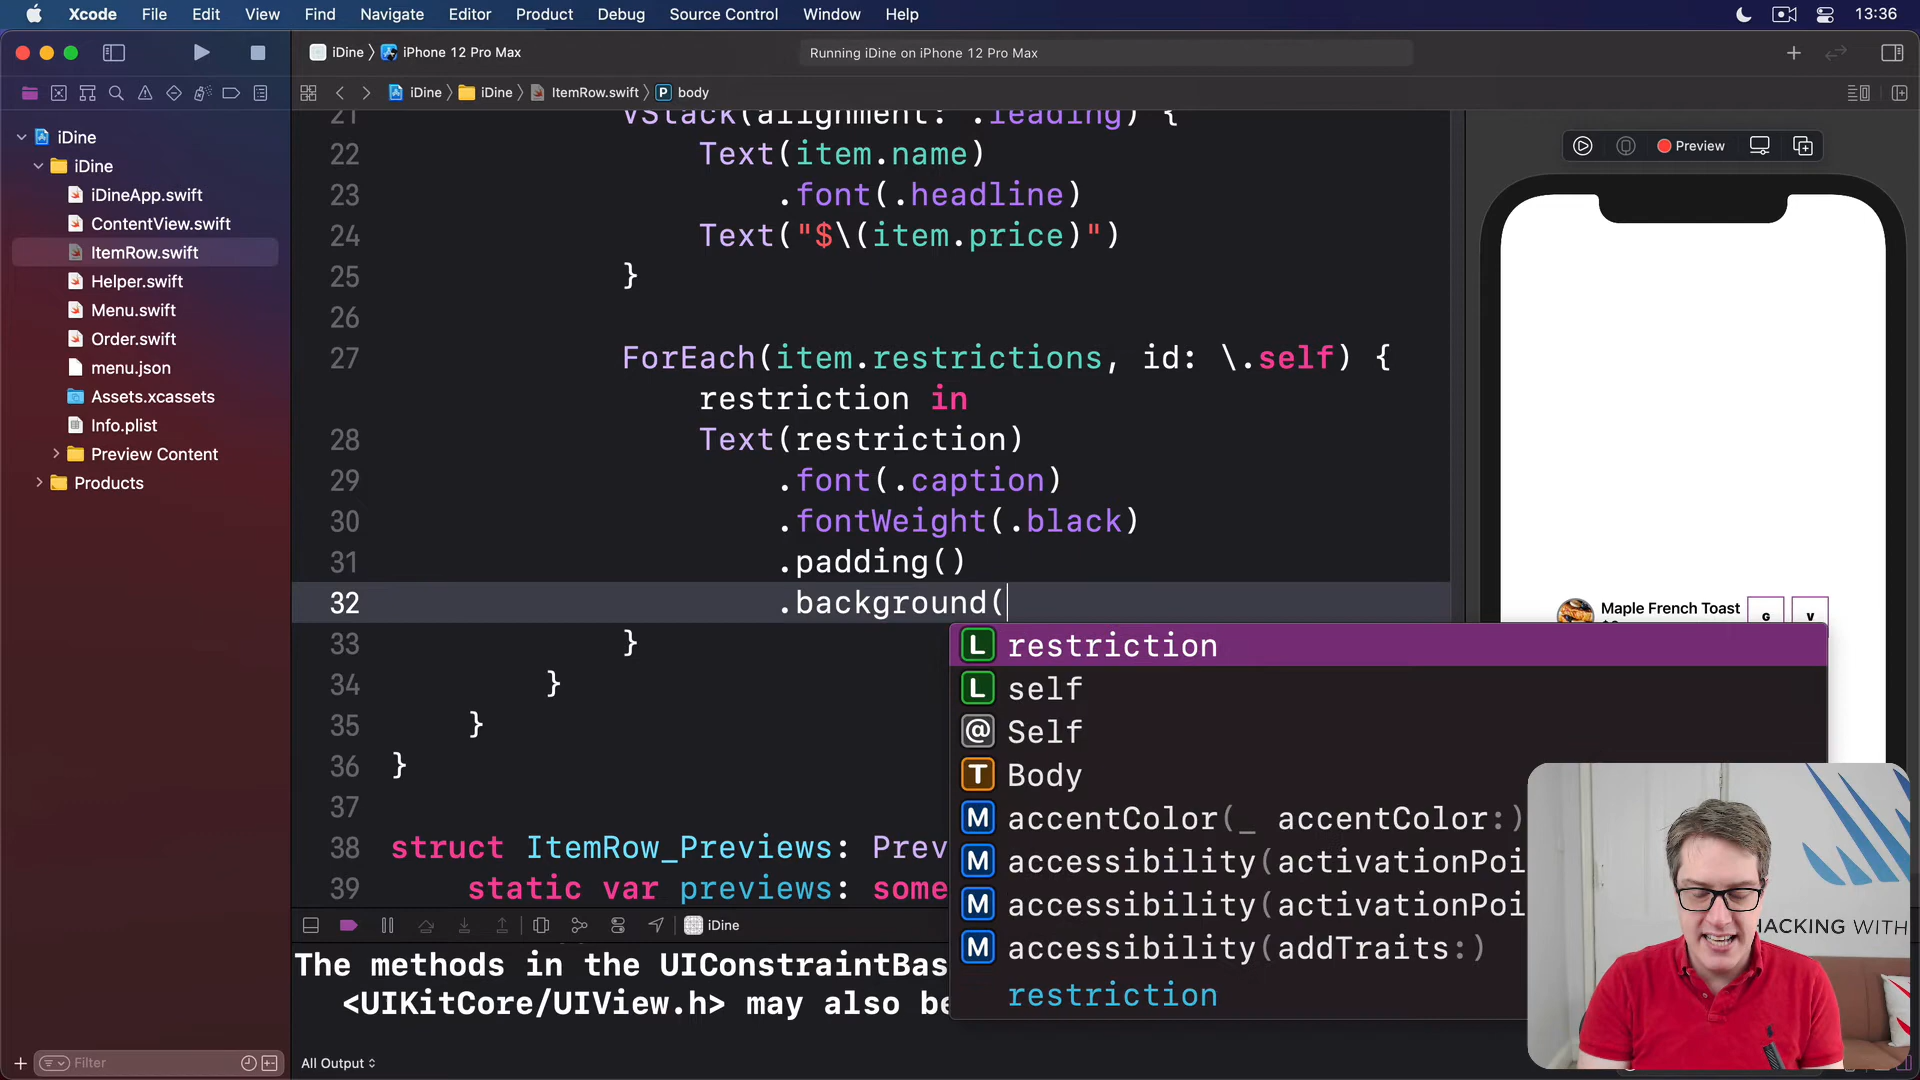 Xcode File Edit View Find Navigate Editor Product Debug Source Control Window Help 13:36
iDine iPhone 12 Pro Max Running iDine on iPhone 12 Pro Max
iDine iDine ItemRow.swift P body
iDine
iDine
iDineApp.swift
ContentView.swift
ItemRow.swift
Helper.swift
Menu.swift
Order.swift
menu.json
Assets.xcassets
Info.plist
Preview Content
Products
Filter
21 VStack(alignment: .leading) {
22 Text(item.name)
23 .font(.headline)
24 Text("$\(item.price)")
25 }
26
27 ForEach(item.restrictions, id: \.self) {
restriction in
28 Text(restriction)
29 .font(.caption)
30 .fontWeight(.black)
31 .padding()
32 .background(
33 }
34 }
35 }
36 }
37
38 struct ItemRow_Previews: Prev
39 static var previews: some
L restriction
L self
@ Self
T Body
M accentColor(_ accentColor:)
M accessibility(activationPoi
M accessibility(activationPoi
M accessibility(addTraits:)
restriction
iDine
The methods in the UIConstraintBas
<UIKitCore/UIView.h> may also be
All Output
Preview
Maple French Toast G V
HACKING WITH